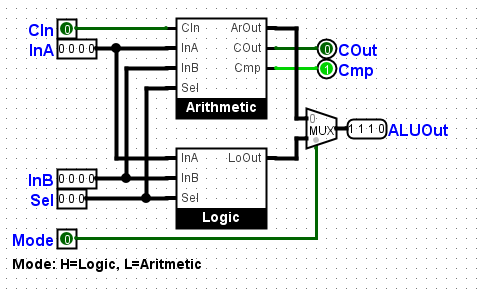 CIn 0 CIn ArOut
InA 0 0 0 0 InA COut 0 COut
InB Cmp 1 Cmp
Sel
Arithmetic
0 MUX 1 1 1 0 ALUOut
InA LoOut
InB 0 0 0 0 InB
Sel 0 0 0 Sel
Logic
Mode 0
Mode: H=Logic, L=Aritmetic